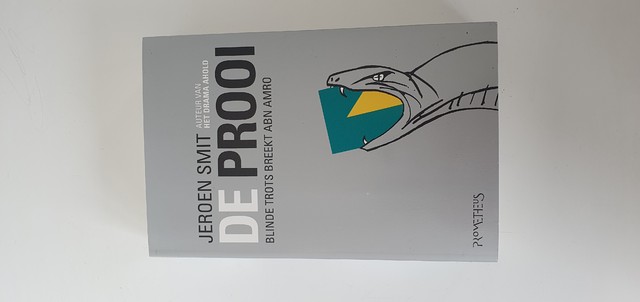 JEROEN SMIT AUTEUR VAN
HET DRAMA AHOLD
DE PROOI
BLINDE TROTS BREEKT ABN AMRO
PROMETHEUS